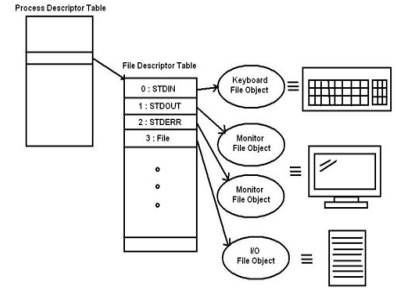 Process Descriptor Table
File Descriptor Table
0 : STDIN
1 : STDOUT
2 : STDERR
3 : File
Keyboard
File Object
Monitor
File Object
Monitor
File Object
I/O
File Object